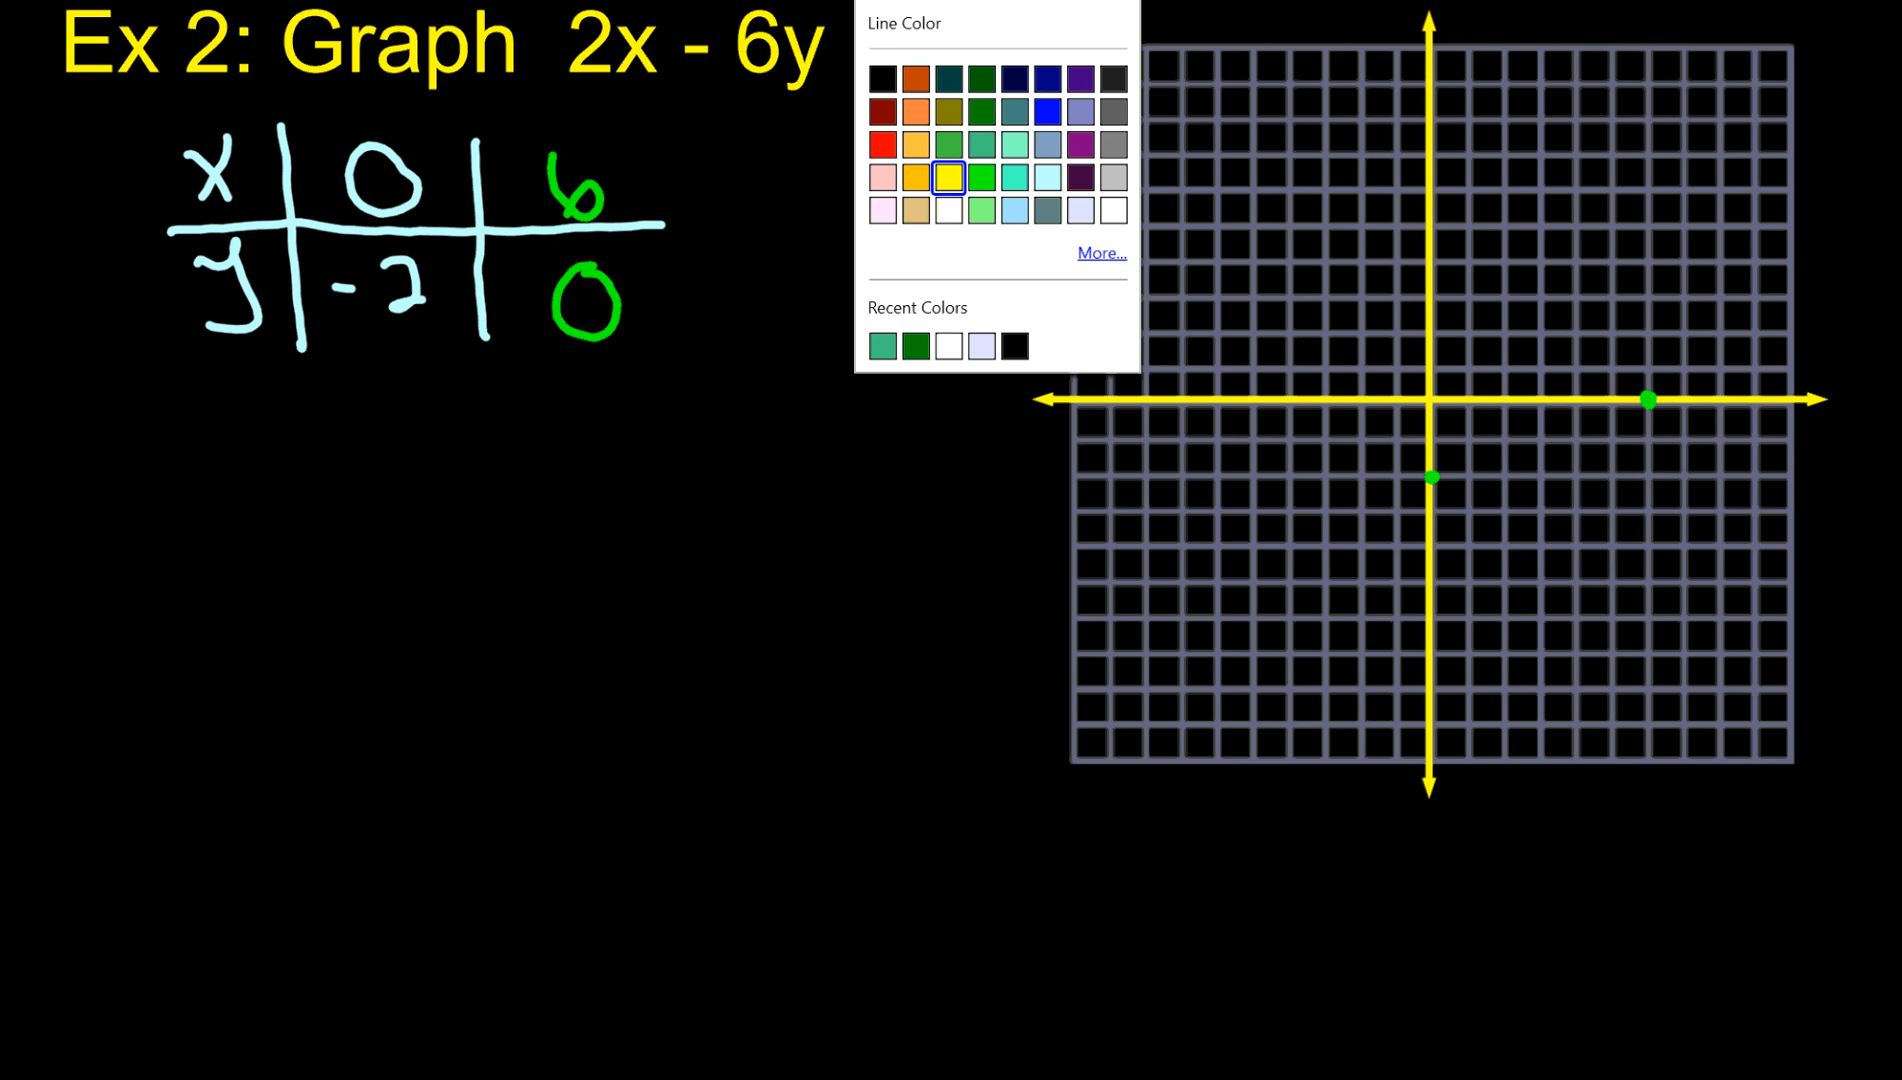 Ex 2: Graph 2x - 6y
Line Color
x 0 6
y -2 0
More...
Recent Colors